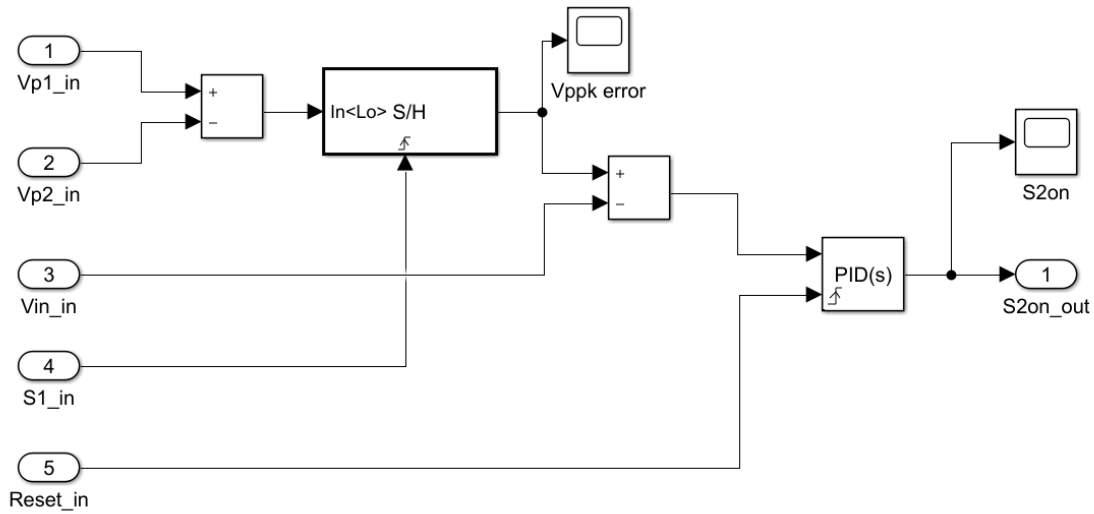 1
Vp1_in
2
Vp2_in
+
−
In<Lo> S/H
Vppk error
+
−
3
Vin_in
4
S1_in
5
Reset_in
PID(s)
S2on
1
S2on_out